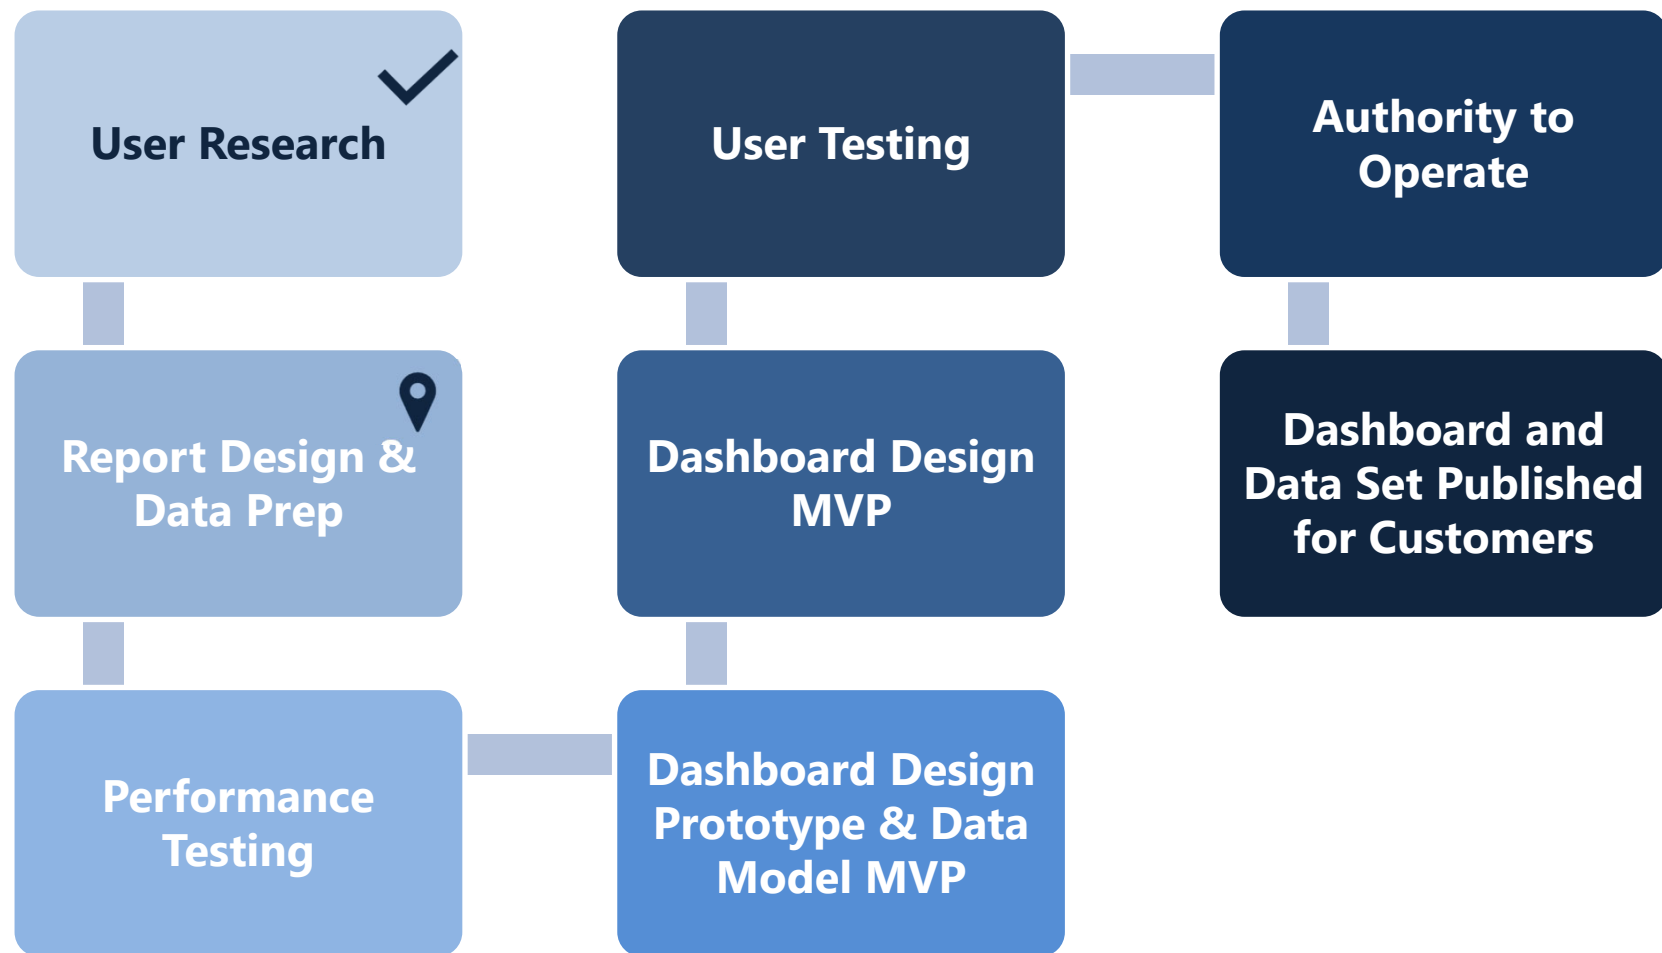 User Research
Report Design &
Data Prep
Performance
Testing
Dashboard Design
Prototype & Data
Model MVP
Dashboard Design
MVP
User Testing
Authority to
Operate
Dashboard and
Data Set Published
for Customers